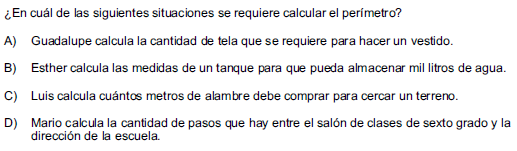 ¿En cuál de las siguientes situaciones se requiere calcular el perímetro?
A) Guadalupe calcula la cantidad de tela que se requiere para hacer un vestido.
B) Esther calcula las medidas de un tanque para que pueda almacenar mil litros de agua.
C) Luis calcula cuántos metros de alambre debe comprar para cercar un terreno.
D) Mario calcula la cantidad de pasos que hay entre el salón de clases de sexto grado y la
dirección de la escuela.